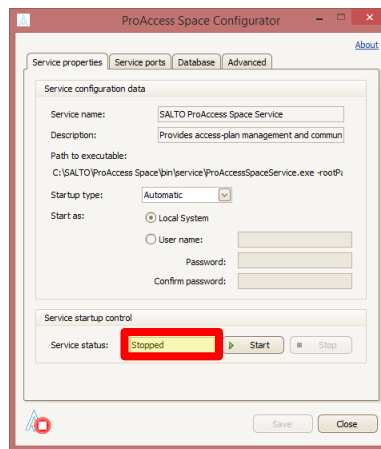 ProAccess Space Configurator
About
Service properties Service ports Database Advanced
Service configuration data
Service name: SALTO ProAccess Space Service
Description: Provides access-plan management and commun
Path to executable:
C:\SALTO\ProAccess Space\bin\service\ProAccessSpaceService.exe -rootPa
Startup type: Automatic
Start as: Local System
User name:
Password:
Confirm password:
Service startup control
Service status: Stopped Start Stop
Save Close